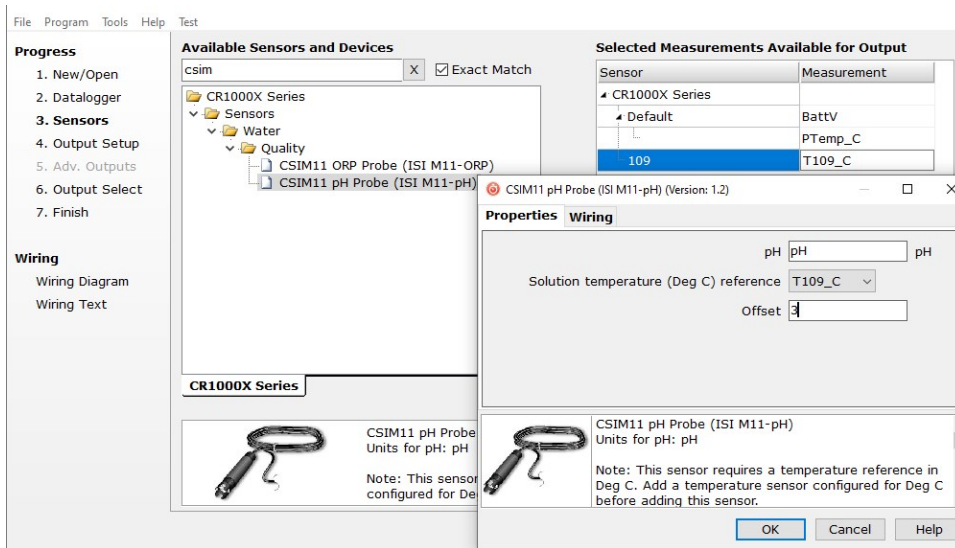 File Program Tools Help Test
Progress
1. New/Open
2. Datalogger
3. Sensors
4. Output Setup
5. Adv. Outputs
6. Output Select
7. Finish
Wiring
Wiring Diagram
Wiring Text
Available Sensors and Devices
csim X Exact Match
CR1000X Series
Sensors
Water
Quality
CSIM11 ORP Probe (ISI M11-ORP)
CSIM11 pH Probe (ISI M11-pH)
CR1000X Series
CSIM11 pH Probe
Units for pH: pH
Note: This sensor
configured for De
Selected Measurements Available for Output
Sensor Measurement
CR1000X Series
Default BattV
PTemp_C
109 T109_C
CSIM11 pH Probe (ISI M11-pH) (Version: 1.2)
Properties Wiring
pH pH pH
Solution temperature (Deg C) reference T109_C
Offset 3
CSIM11 pH Probe (ISI M11-pH)
Units for pH: pH
Note: This sensor requires a temperature reference in
Deg C. Add a temperature sensor configured for Deg C
before adding this sensor.
OK Cancel Help